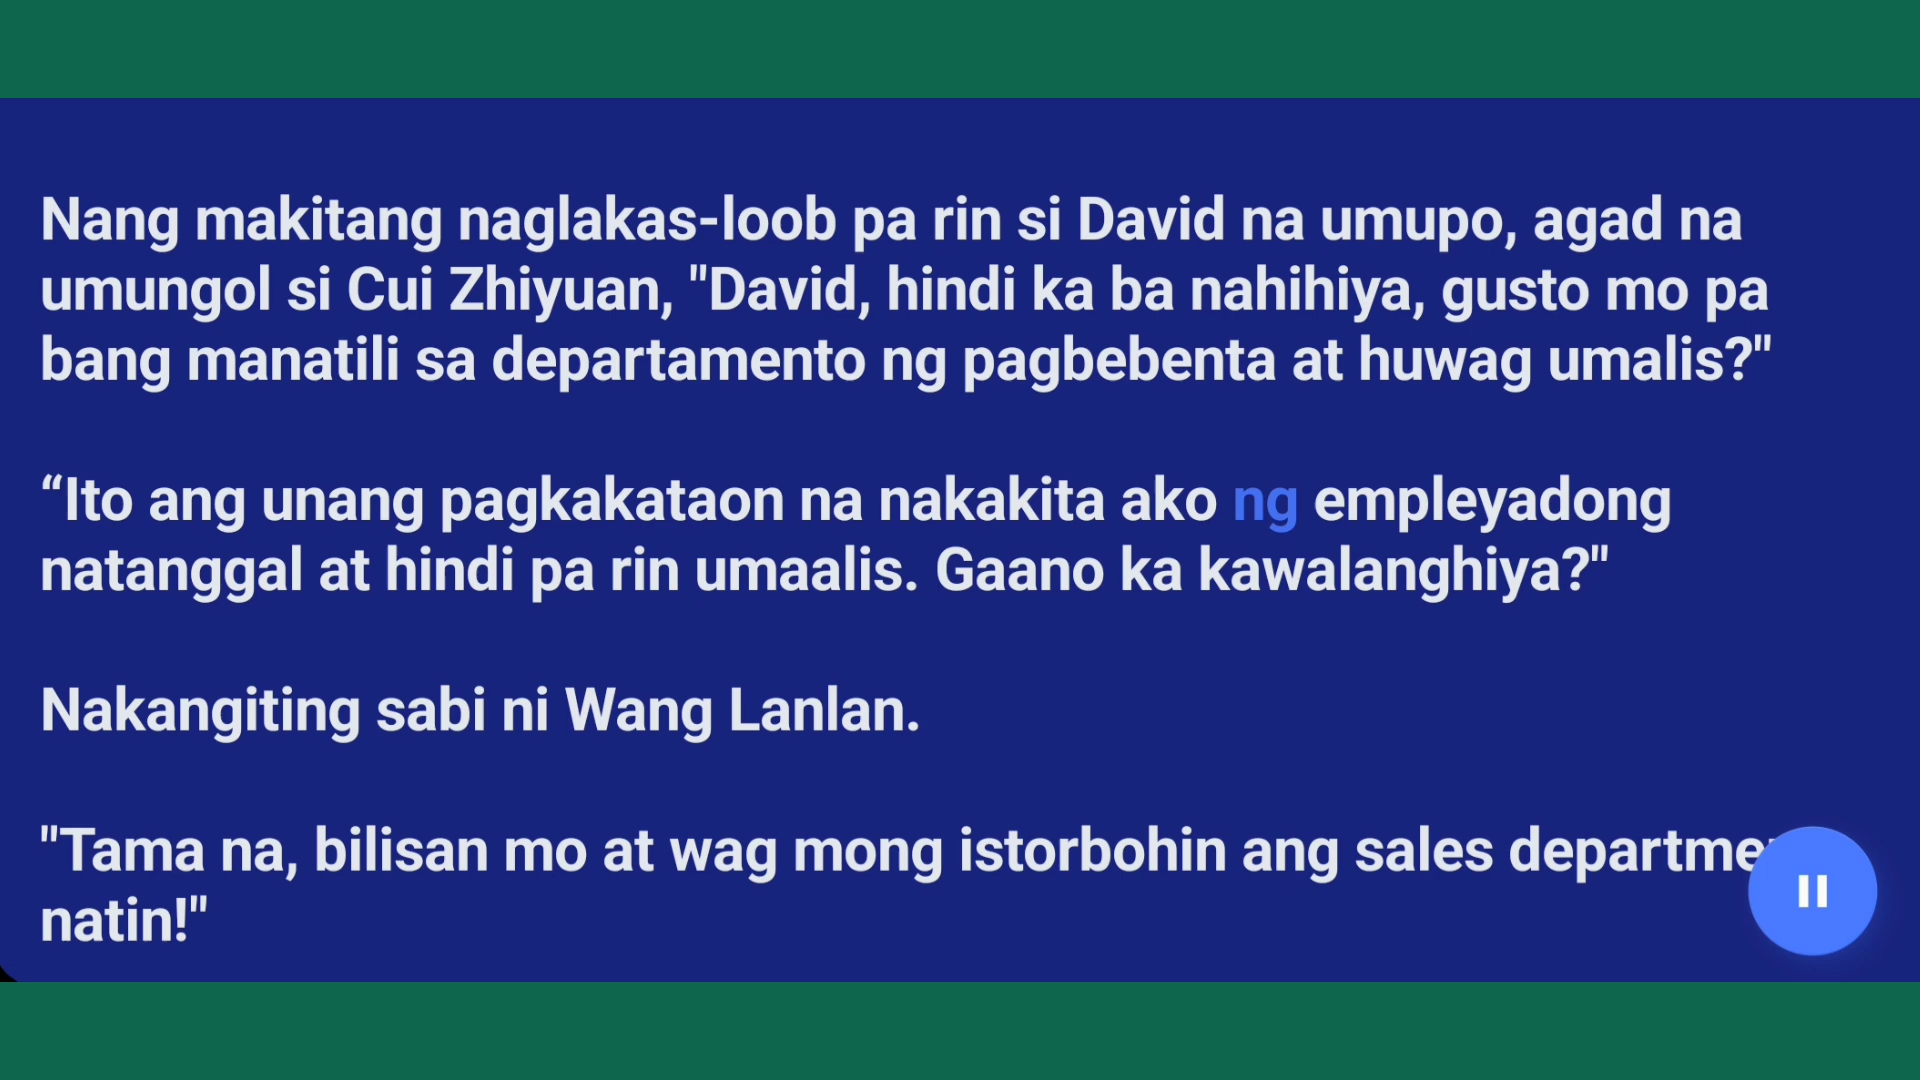 Nang makitang naglakas-loob pa rin si David na umupo, agad na
umungol si Cui Zhiyuan, "David, hindi ka ba nahihiya, gusto mo pa
bang manatili sa departamento ng pagbebenta at huwag umalis?"
“Ito ang unang pagkakataon na nakakita ako ng empleyadong
natanggal at hindi pa rin umaalis. Gaano ka kawalanghiya?"
Nakangiting sabi ni Wang Lanlan.
"Tama na, bilisan mo at wag mong istorbohin ang sales
natin!"